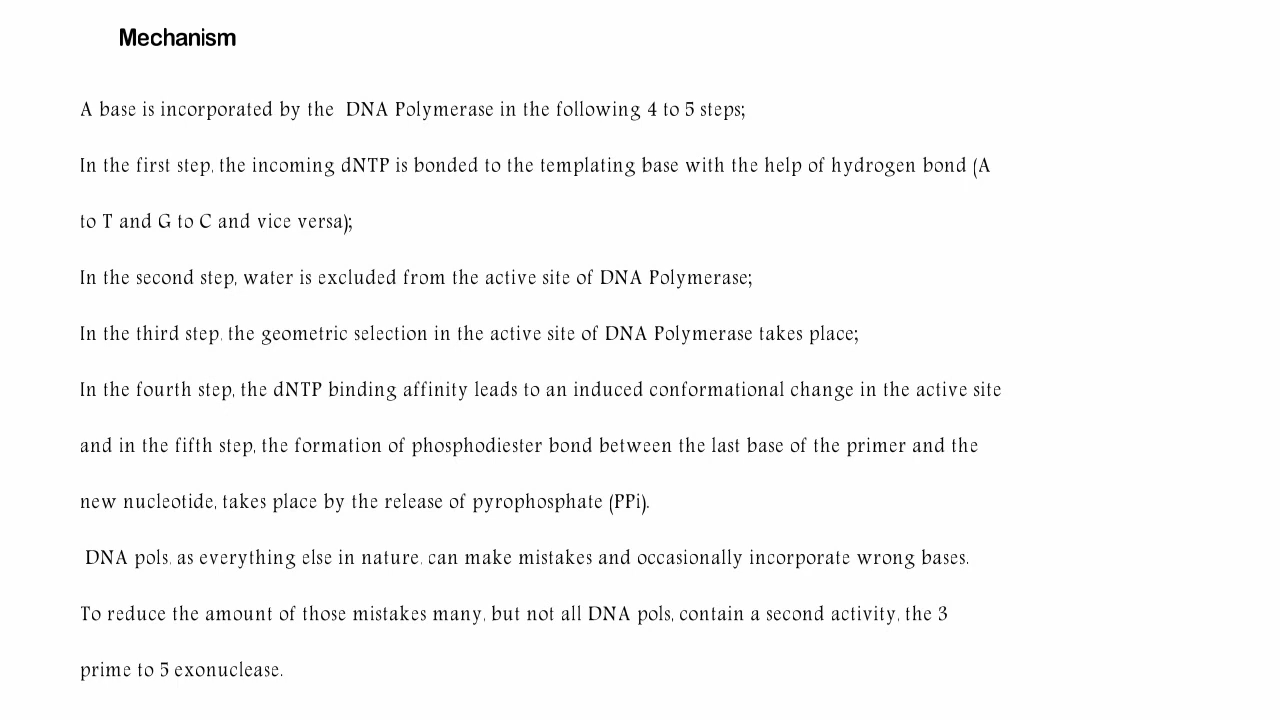 Mechanism
A base is incorporated by the DNA Polymerase in the following 4 to 5 steps;
In the first step, the incoming dNTP is bonded to the templating base with the help of hydrogen bond (A
to T and G to C and vice versa);
In the second step, water is excluded from the active site of DNA Polymerase;
In the third step, the geometric selection in the active site of DNA Polymerase takes place;
In the fourth step, the dNTP binding affinity leads to an induced conformational change in the active site
and in the fifth step, the formation of phosphodiester bond between the last base of the primer and the
new nucleotide, takes place by the release of pyrophosphate (PPi).
DNA pols, as everything else in nature, can make mistakes and occasionally incorporate wrong bases.
To reduce the amount of those mistakes many, but not all DNA pols, contain a second activity, the 3
prime to 5 exonuclease.